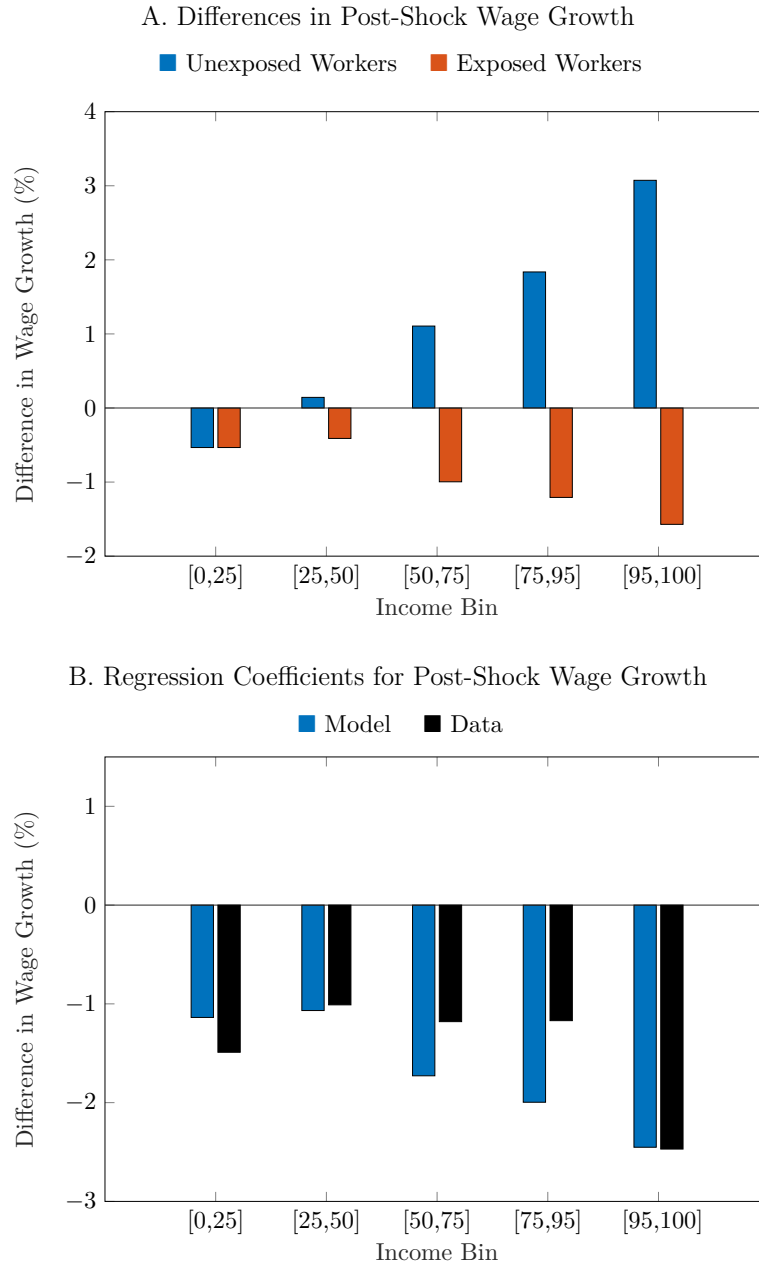 A. Differences in Post-Shock Wage Growth
Unexposed Workers Exposed Workers
Difference in Wage Growth (%)
4
3
2
1
0
−1
−2
[0,25] [25,50] [50,75] [75,95] [95,100]
Income Bin
B. Regression Coefficients for Post-Shock Wage Growth
Model Data
Difference in Wage Growth (%)
1
0
−1
−2
−3
[0,25] [25,50] [50,75] [75,95] [95,100]
Income Bin